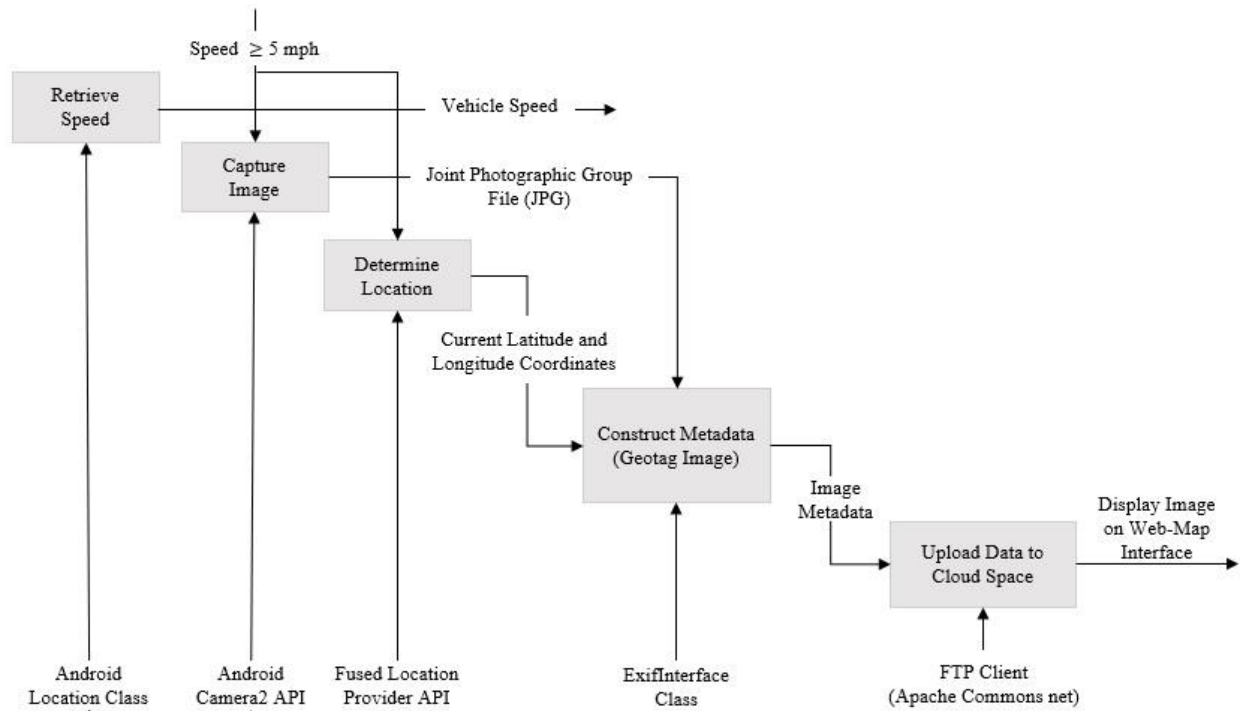 Speed ≥ 5 mph
Retrieve
Speed
Vehicle Speed
Capture
Image
Joint Photographic Group
File (JPG)
Determine
Location
Current Latitude and
Longitude Coordinates
Construct Metadata
(Geotag Image)
Image
Metadata
Display Image
on Web-Map
Interface
Upload Data to
Cloud Space
Android
Location Class
Android
Camera2 API
Fused Location
Provider API
ExifInterface
Class
FTP Client
(Apache Commons net)